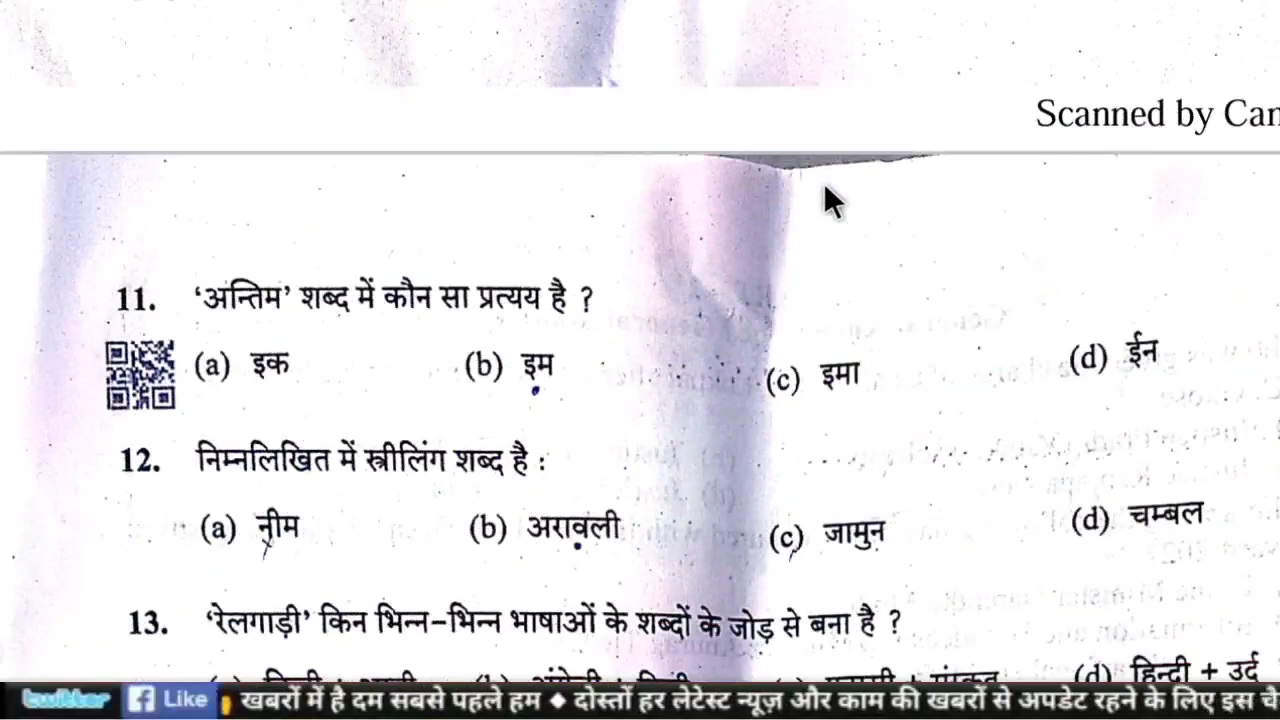 Scanned by Can
11. 'अन्तिम' शब्द में कौन सा प्रत्यय है ?
(a) इक (b) इम (c) इमा (d) ईन
12. निम्नलिखित में स्त्रीलिंग शब्द है :
(a) नीम (b) अरावली (c) जामुन (d) चम्बल
13. 'रेलगाड़ी' किन भिन्न-भिन्न भाषाओं के शब्दों के जोड़ से बना है ?
(d) हिन्दी + उर्दू
twitter Like खबरों में है दम सबसे पहले हम ◆ दोस्तों हर लेटेस्ट न्यूज़ और काम की खबरों से अपडेट रहने के लिए इस चै